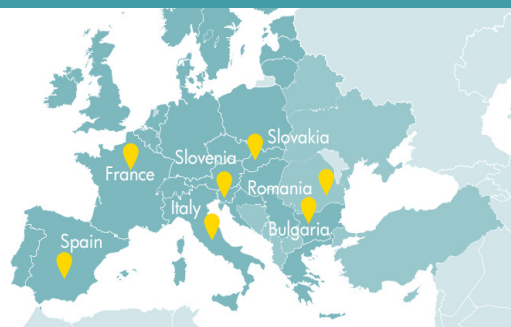 Slovakia
Slovenia
France
Romania
Italy
Bulgaria
Spain